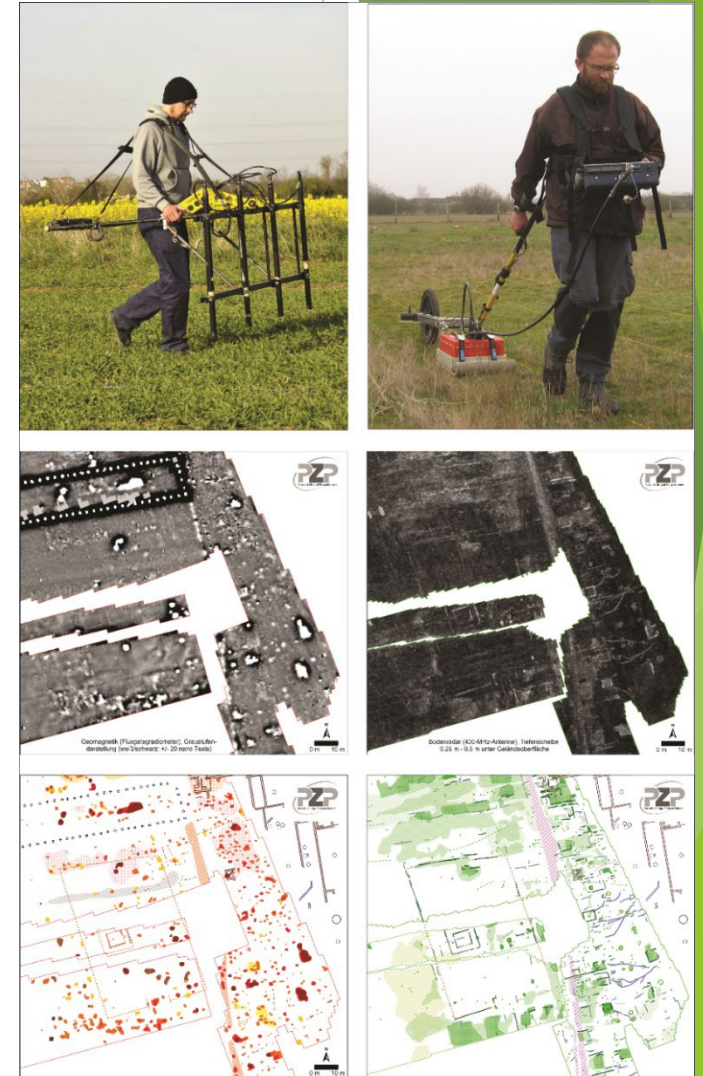 PZP
PZP
Geomagnetik (Fluxgategradiometer), Graustufen-
darstellung (weiß/schwarz: +/- 20 nano Tesla)
N
0 m 10 m
Bodenradar (400-MHz-Antenne), Tiefenscheibe
0,25 m - 0,5 m unter Geländeoberfläche
N
0 m 10 m
PZP
PZP
N
0 m 10 m
N
0 m 10 m